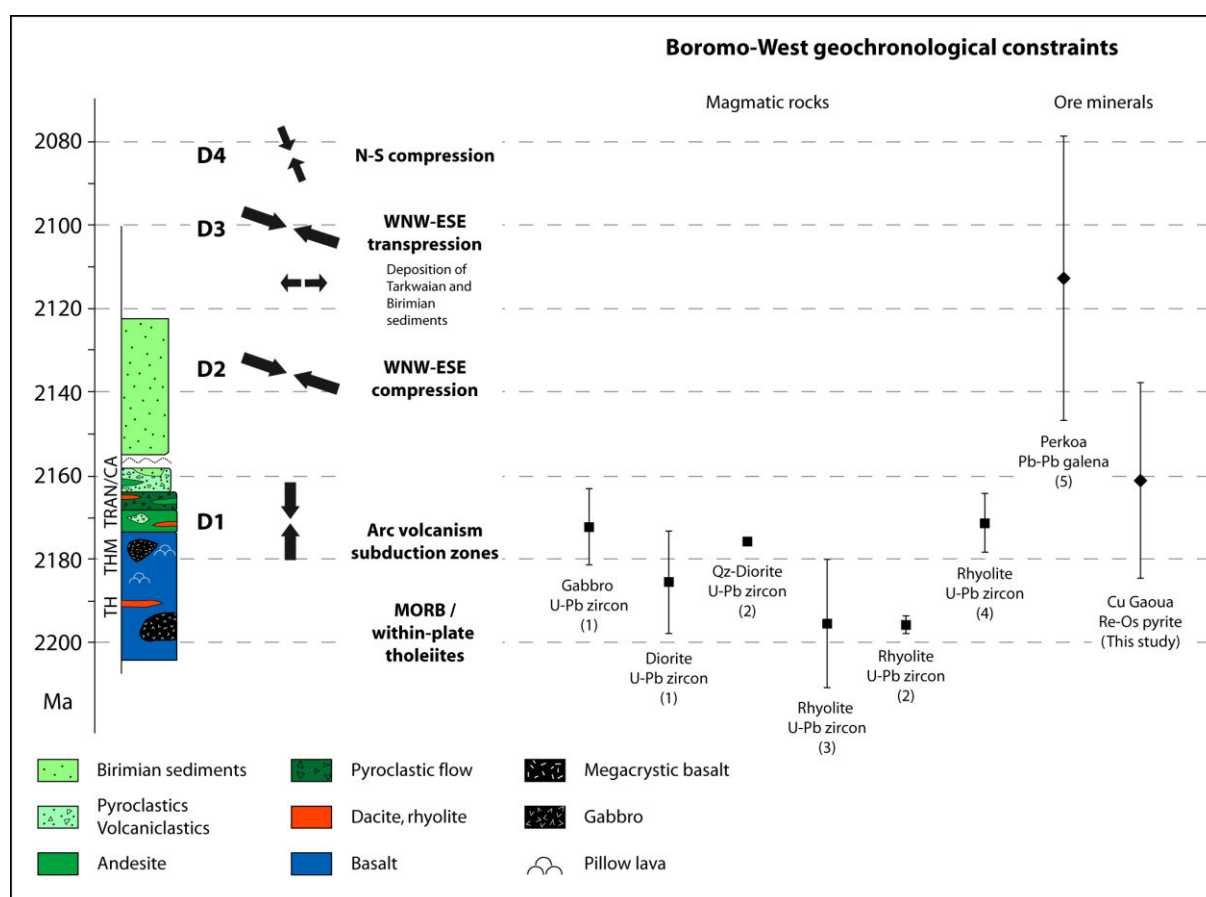 Boromo-West geochronological constraints
Magmatic rocks
Ore minerals
2080
2100
2120
2140
2160
2180
2200
Ma
TH THM TRAN/CA
D4
N-S compression
D3
WNW-ESE
transpression
Deposition of
Tarkwaian and
Birimian
sediments
D2
WNW-ESE
compression
D1
Arc volcanism
subduction zones
MORB /
within-plate
tholeiites
Gabbro
U-Pb zircon
(1)
Diorite
U-Pb zircon
(1)
Qz-Diorite
U-Pb zircon
(2)
Rhyolite
U-Pb zircon
(3)
Rhyolite
U-Pb zircon
(2)
Rhyolite
U-Pb zircon
(4)
Perkoa
Pb-Pb galena
(5)
Cu Gaoua
Re-Os pyrite
(This study)
Birimian sediments
Pyroclastics
Volcaniclastics
Andesite
Pyroclastic flow
Dacite, rhyolite
Basalt
Megacrystic basalt
Gabbro
Pillow lava